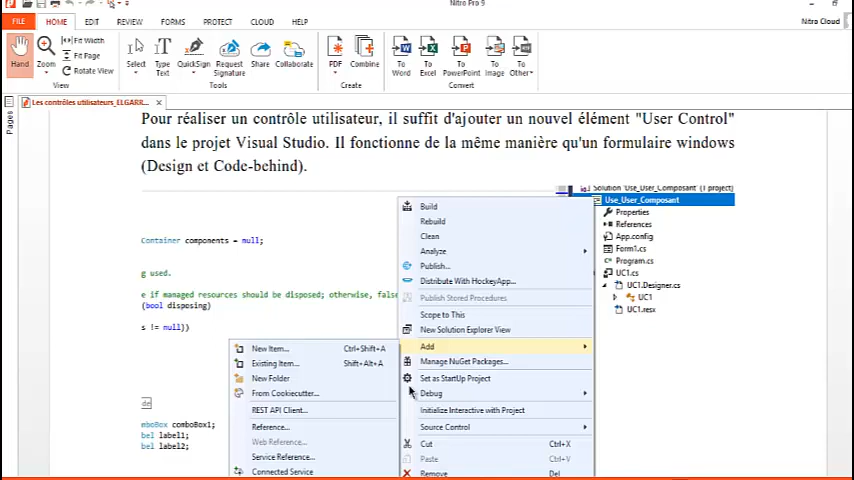 Nitro Pro 9
FILE HOME EDIT REVIEW FORMS PROTECT CLOUD HELP
Nitro Cloud
Hand Zoom Fit Width Fit Page Rotate View
Select Type Text QuickSign Request Signature Share Collaborate
PDF Combine To Word To Excel To PowerPoint To Image To Other
View Tools Create Convert
Les contrôles utilisateurs_ELGARR...
Pages
Pour réaliser un contrôle utilisateur, il suffit d'ajouter un nouvel élément "User Control"
dans le projet Visual Studio. Il fonctionne de la même manière qu'un formulaire windows
(Design et Code-behind).
Solution 'Use_User_Composant' (1 project)
Use_User_Composant
Properties
References
App.config
Form1.cs
Program.cs
UC1.cs
UC1.Designer.cs
UC1
UC1.resx
Container components = null;
g used.
e if managed resources should be disposed; otherwise, false
(bool disposing)
s != null))
de
mboBox comboBox1;
bel label1;
bel label2;
Build
Rebuild
Clean
Analyze
Publish...
Distribute With HockeyApp...
Publish Stored Procedures
Scope to This
New Solution Explorer View
Add
Manage NuGet Packages...
Set as StartUp Project
Debug
Initialize Interactive with Project
Source Control
Cut Ctrl+X
Paste Ctrl+V
Remove Del
New Item... Ctrl+Shift+A
Existing Item... Shift+Alt+A
New Folder
From Cookiecutter...
REST API Client...
Reference...
Web Reference...
Service Reference...
Connected Service